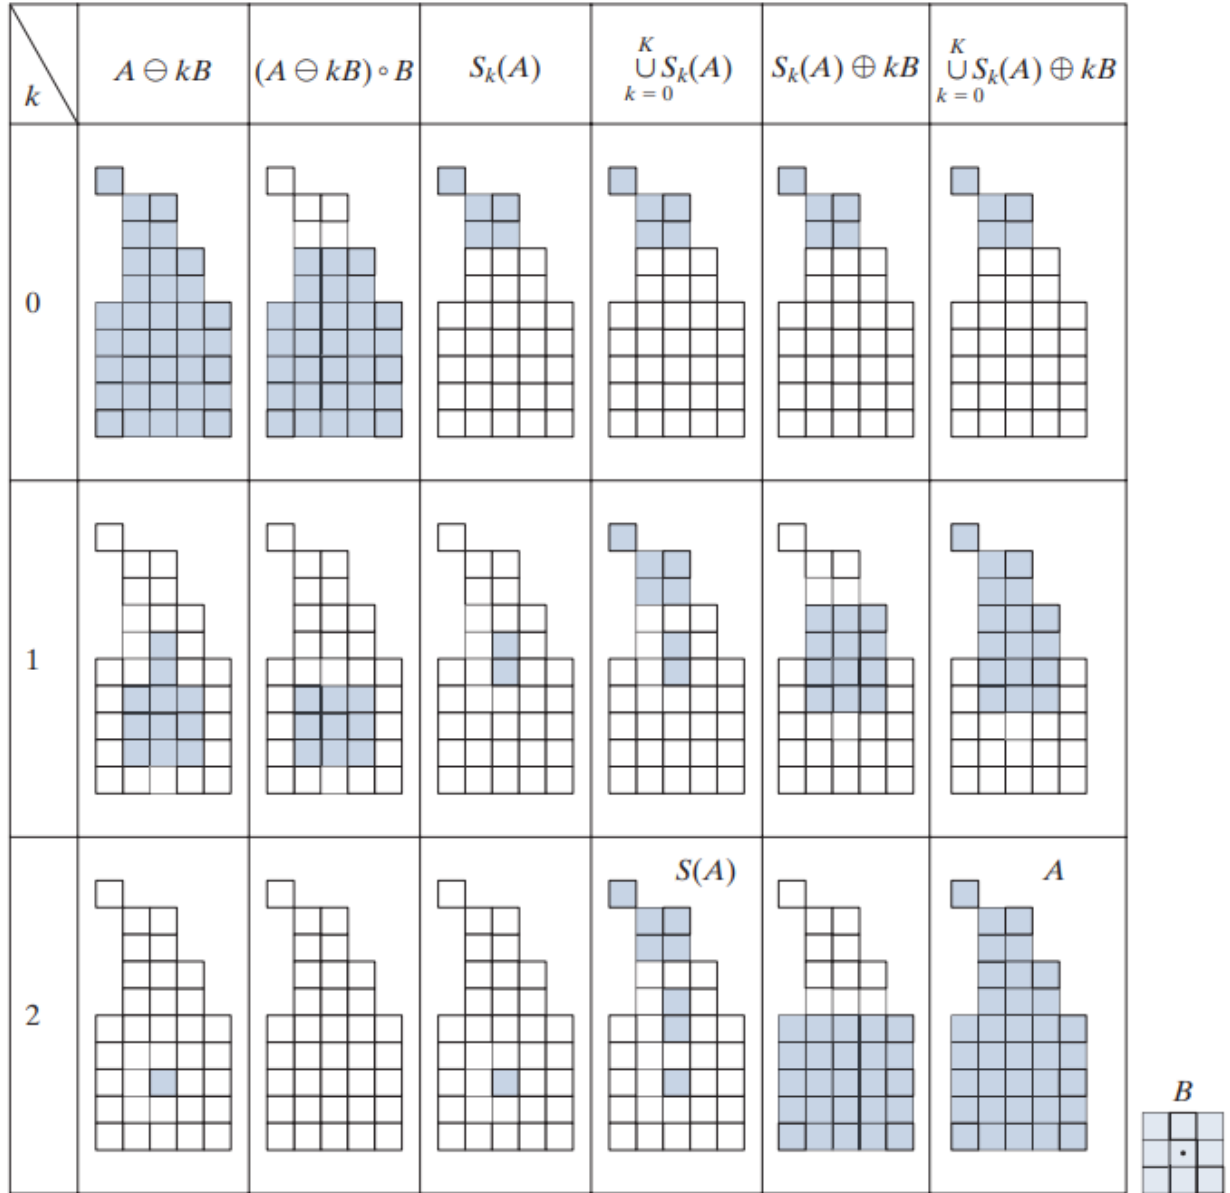 k
A ⊖ kB
(A ⊖ kB) ∘ B
S_k(A)
K
∪ S_k(A)
k = 0
S_k(A) ⊕ kB
K
∪ S_k(A) ⊕ kB
k = 0
0
1
2
S(A)
A
B